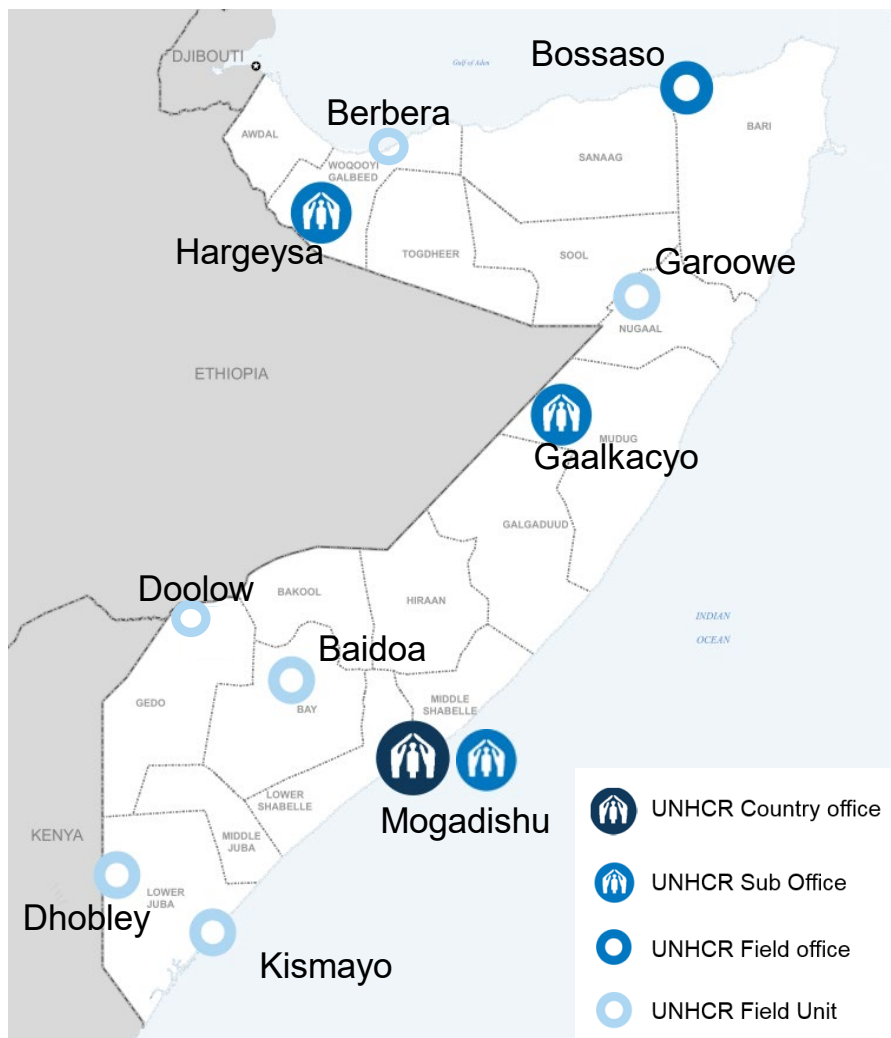 Bossaso
DJIBOUTI
Gulf of Aden
Berbera
AWDAL
BARI
SANAAG
WOQOOYI
GALBEED
Hargeysa
TOGDHEER
SOOL
Garoowe
NUGAAL
ETHIOPIA
MUDUG
Gaalkacyo
GALGADUUD
Doolow
BAKOOL
HIRAAN
INDIAN
OCEAN
Baidoa
GEDO
BAY
MIDDLE
SHABELLE
LOWER
SHABELLE
Mogadishu
KENYA
MIDDLE
JUBA
LOWER
JUBA
Dhobley
Kismayo
UNHCR Country office
UNHCR Sub Office
UNHCR Field office
UNHCR Field Unit